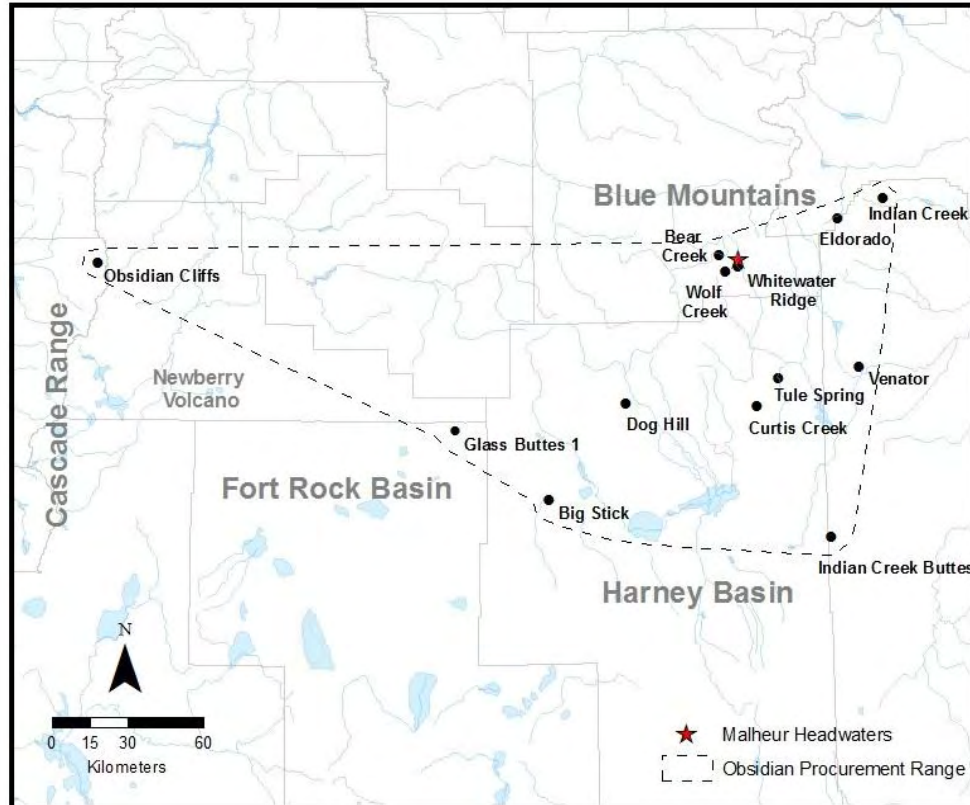 Blue Mountains
Indian Creek
Eldorado
Bear
Creek
Obsidian Cliffs
Whitewater
Ridge
Wolf
Creek
Cascade Range
Newberry
Volcano
Venator
Tule Spring
Dog Hill
Curtis Creek
Glass Buttes 1
Fort Rock Basin
Big Stick
Indian Creek Buttes
Harney Basin
N
0 15 30 60
Kilometers
Malheur Headwaters
Obsidian Procurement Range